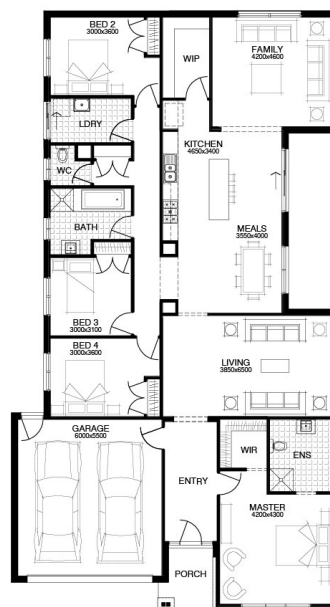 BED 2
3000x3600
WIP
FAMILY
4200x4600
LDRY
WC
KITCHEN
4650x3400
BATH
MEALS
3550x4000
BED 3
3000x3100
BED 4
3000x3600
LIVING
3850x6500
GARAGE
6000x5500
WIR
ENS
ENTRY
MASTER
4200x4300
PORCH